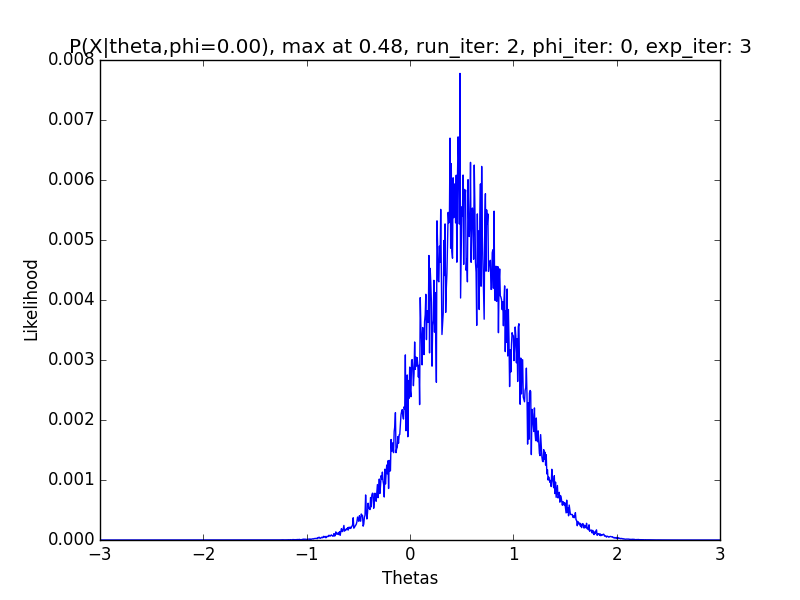 P(X|theta,phi=0.00), max at 0.48, run_iter: 2, phi_iter: 0, exp_iter: 3
0.008
0.007
0.006
0.005
0.004
0.003
0.002
0.001
0.000
Likelihood
−3 −2 −1 0 1 2 3
Thetas